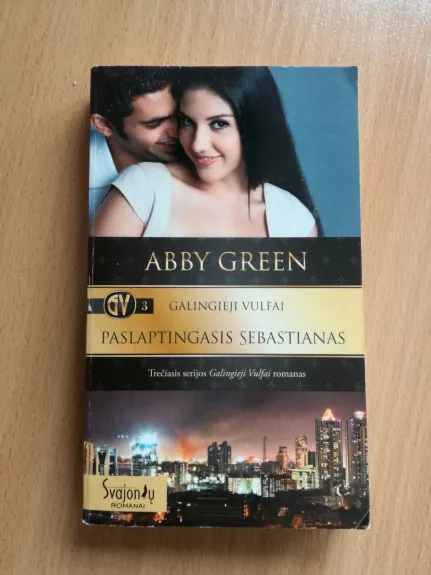 ABBY GREEN
GV 3
GALINGIEJI VULFAI
PASLAPTINGASIS SEBASTIANAS
Trečiasis serijos Galingieji Vulfai romanas
Svajonių
ROMANAI